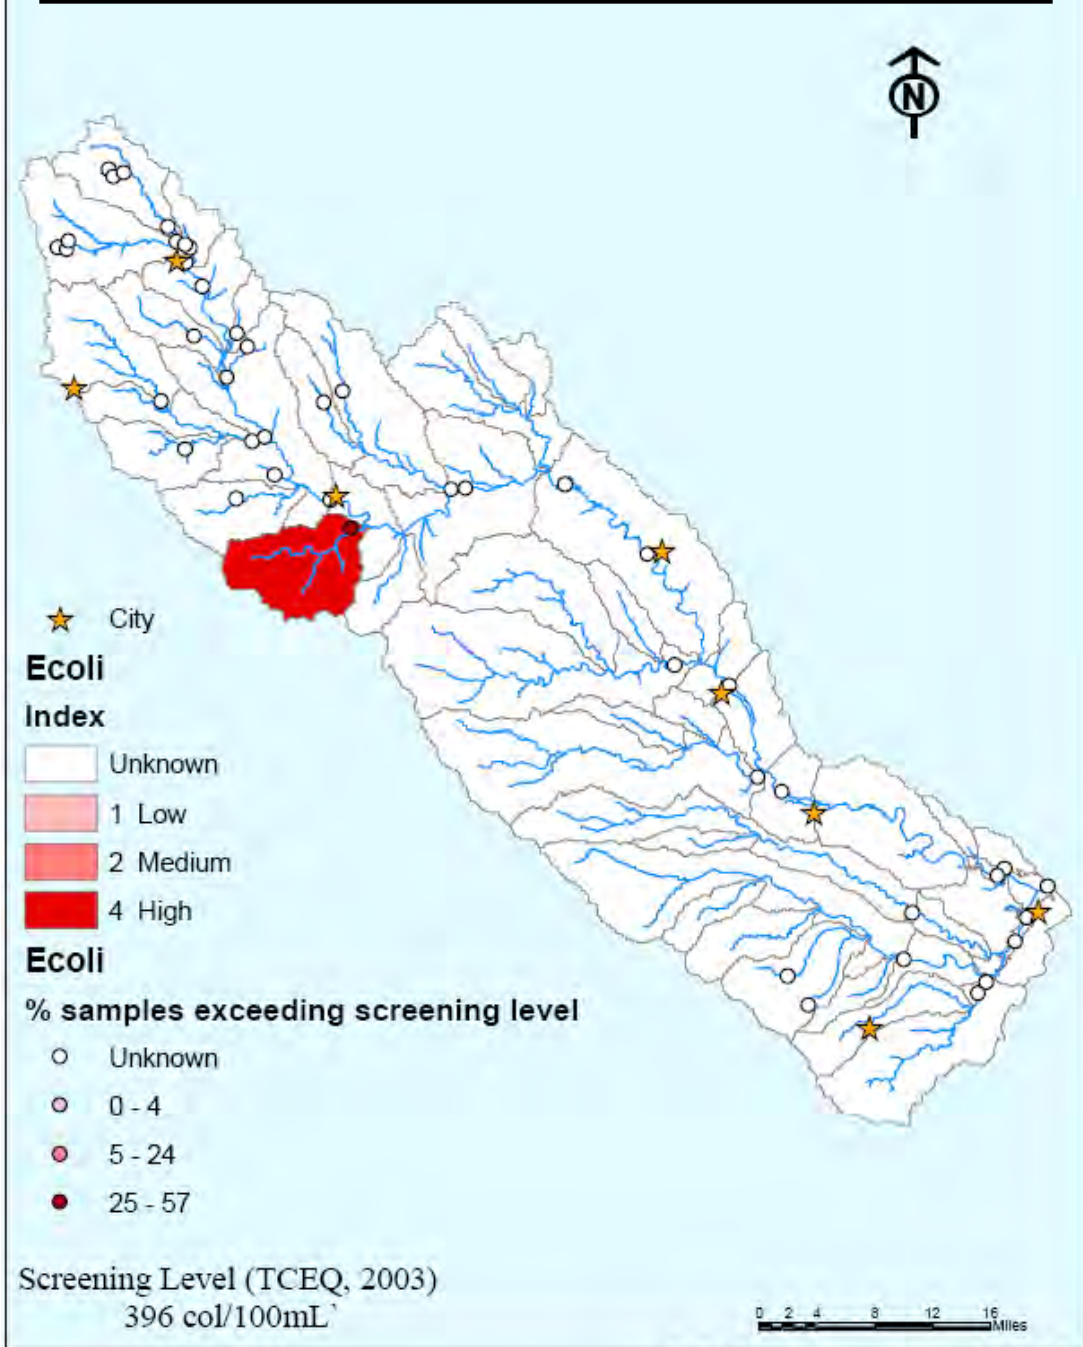 N
City
Ecoli
Index
Unknown
1 Low
2 Medium
4 High
Ecoli
% samples exceeding screening level
Unknown
0 - 4
5 - 24
25 - 57
Screening Level (TCEQ, 2003)
396 col/100mL`
0 2 4 8 12 16
Miles